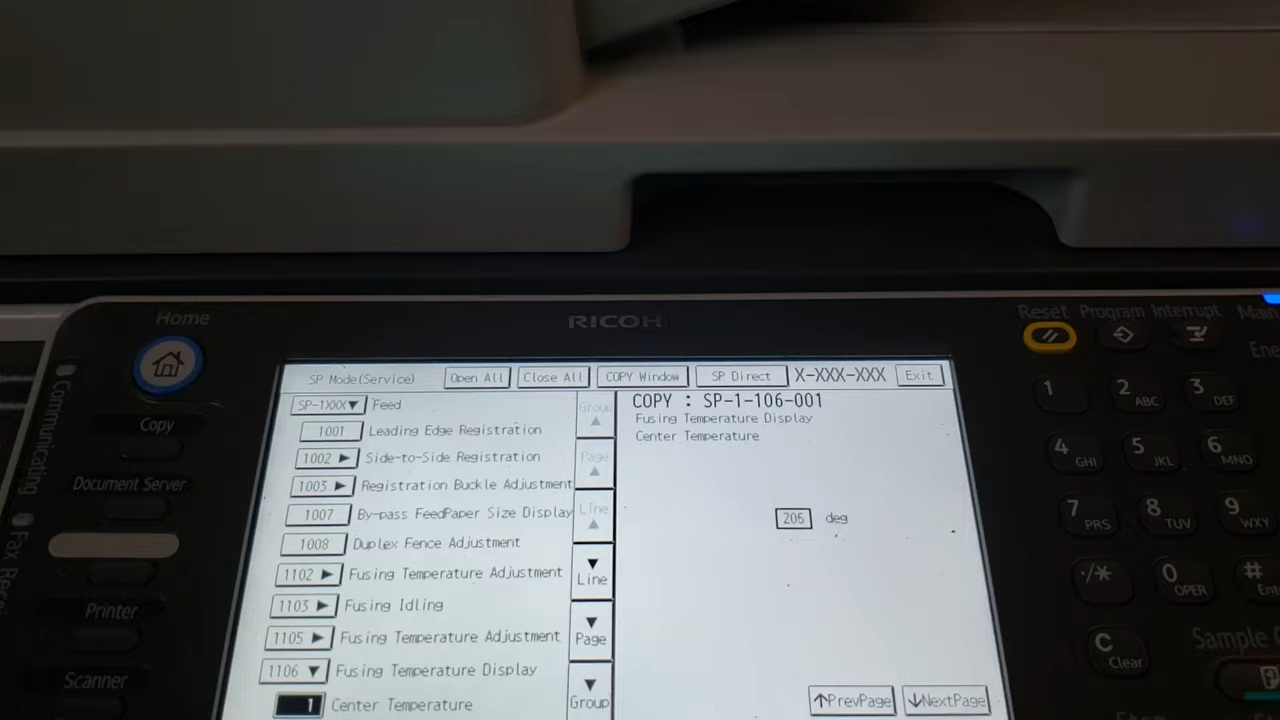 Home
RICOH
Reset
Program
Interrupt
Communicating
Copy
Document Server
Printer
Scanner
SP Mode(Service)
Open All
Close All
COPY Window
SP Direct
X-XXX-XXX
Exit
SP-1XXX▼ Feed
1001 Leading Edge Registration
1002 ▶ Side-to-Side Registration
1003 ▶ Registration Buckle Adjustment
1007 By-pass FeedPaper Size Display
1008 Duplex Fence Adjustment
1102 ▶ Fusing Temperature Adjustment
1103 ▶ Fusing Idling
1105 ▶ Fusing Temperature Adjustment
1106 ▼ Fusing Temperature Display
1 Center Temperature
Group ▲
Page ▲
Line ▲
▼ Line
▼ Page
▼ Group
COPY : SP-1-106-001
Fusing Temperature Display
Center Temperature
205 deg
↑PrevPage
↓NextPage
1
2 ABC
3 DEF
4 GHI
5 JKL
6 MNO
7 PRS
8 TUV
9 WXY
·/*
0 OPER
#
C Clear
Sample